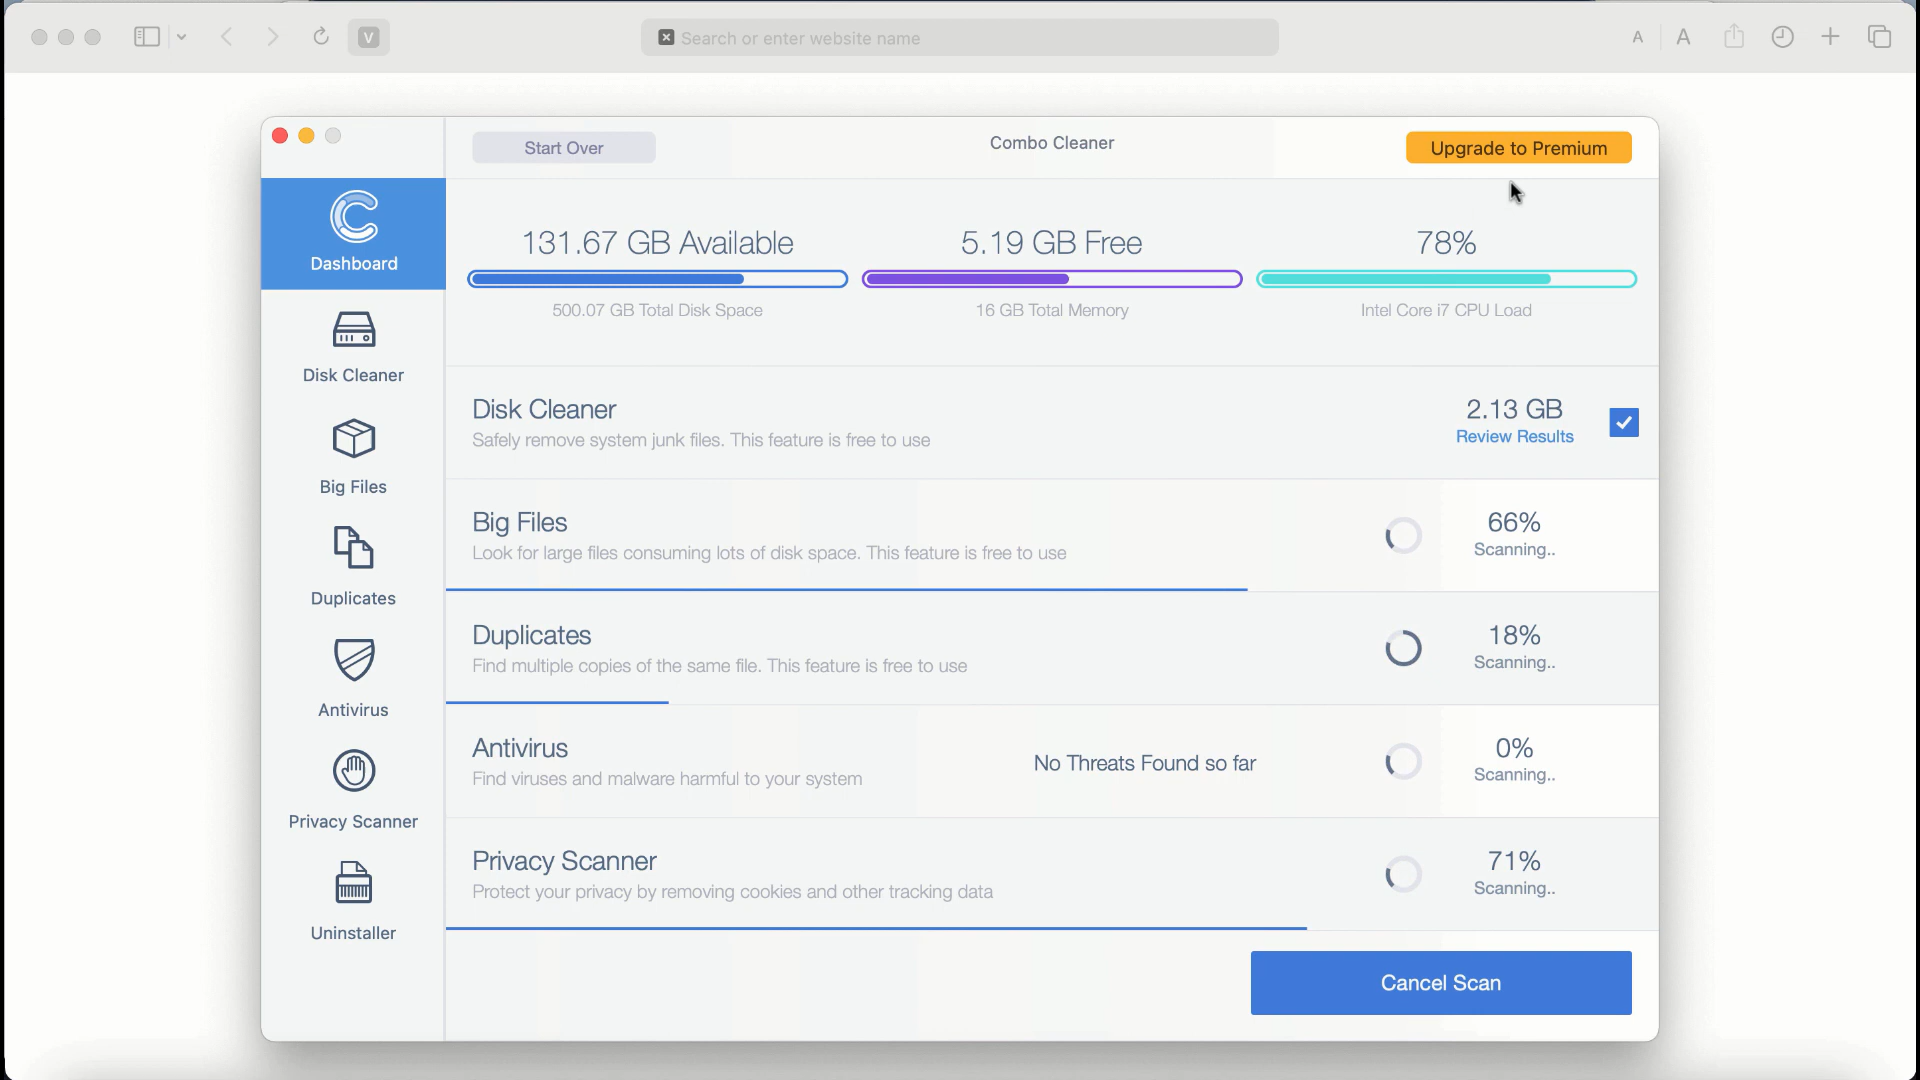 V
Search or enter website name
A
A
Start Over
Combo Cleaner
Upgrade to Premium
Dashboard
Disk Cleaner
Big Files
Duplicates
Antivirus
Privacy Scanner
Uninstaller
131.67 GB Available
500.07 GB Total Disk Space
5.19 GB Free
16 GB Total Memory
78%
Intel Core i7 CPU Load
Disk Cleaner
Safely remove system junk files. This feature is free to use
2.13 GB
Review Results
Big Files
Look for large files consuming lots of disk space. This feature is free to use
66%
Scanning..
Duplicates
Find multiple copies of the same file. This feature is free to use
18%
Scanning..
Antivirus
Find viruses and malware harmful to your system
No Threats Found so far
0%
Scanning..
Privacy Scanner
Protect your privacy by removing cookies and other tracking data
71%
Scanning..
Cancel Scan